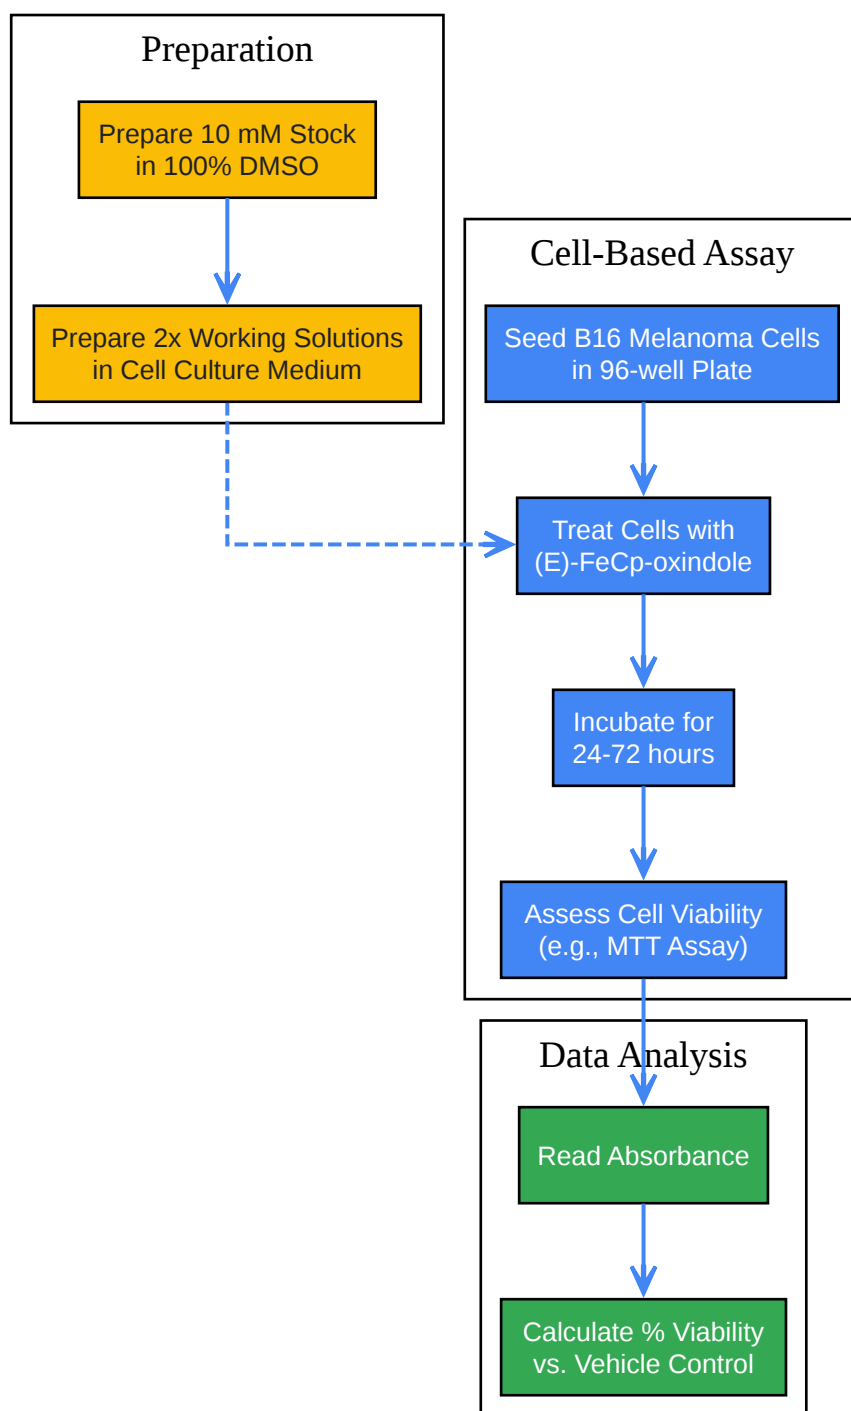 Preparation
Prepare 10 mM Stock
in 100% DMSO
Prepare 2x Working Solutions
in Cell Culture Medium
Cell-Based Assay
Seed B16 Melanoma Cells
in 96-well Plate
Treat Cells with
(E)-FeCp-oxindole
Incubate for
24-72 hours
Assess Cell Viability
(e.g., MTT Assay)
Data Analysis
Read Absorbance
Calculate % Viability
vs. Vehicle Control